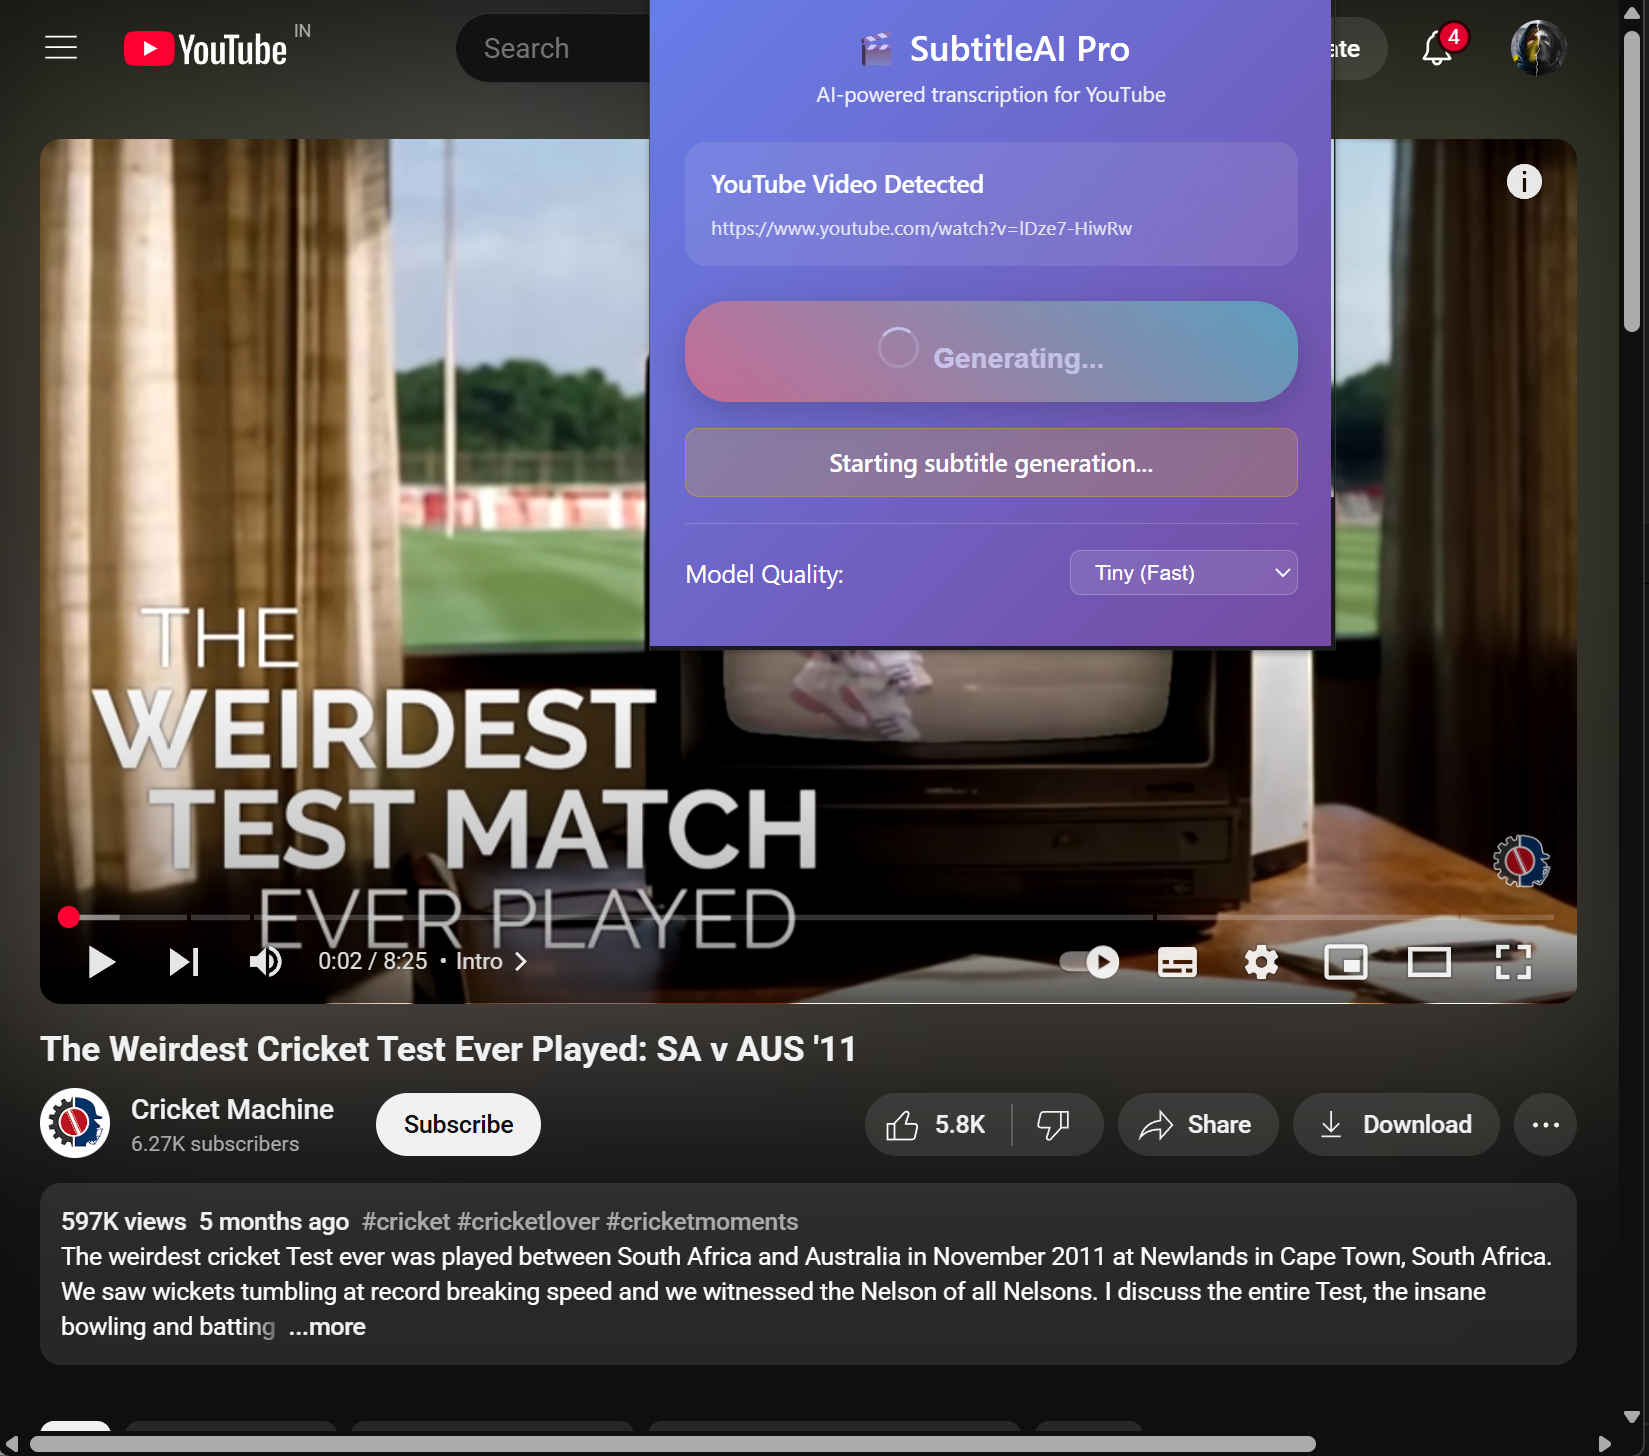 YouTube IN
Search
ate
4
SubtitleAI Pro
AI-powered transcription for YouTube
YouTube Video Detected
https://www.youtube.com/watch?v=lDze7-HiwRw
Generating...
Starting subtitle generation...
Model Quality:
Tiny (Fast)
THE
WEIRDEST
TEST MATCH
EVER PLAYED
0:02 / 8:25 • Intro
The Weirdest Cricket Test Ever Played: SA v AUS '11
Cricket Machine
6.27K subscribers
Subscribe
5.8K
Share
Download
597K views 5 months ago #cricket #cricketlover #cricketmoments
The weirdest cricket Test ever was played between South Africa and Australia in November 2011 at Newlands in Cape Town, South Africa.
We saw wickets tumbling at record breaking speed and we witnessed the Nelson of all Nelsons. I discuss the entire Test, the insane
bowling and batting ...more